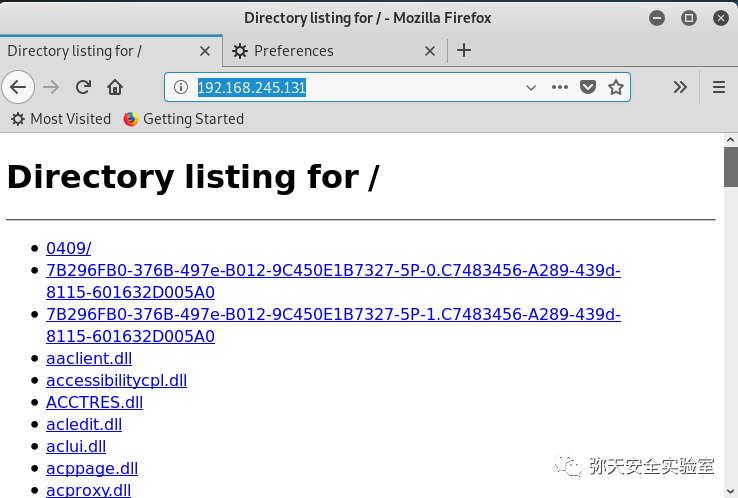 Directory listing for / - Mozilla Firefox
Directory listing for /
Preferences
192.168.245.131
Most Visited
Getting Started
Directory listing for /
0409/
7B296FB0-376B-497e-B012-9C450E1B7327-5P-0.C7483456-A289-439d-
8115-601632D005A0
7B296FB0-376B-497e-B012-9C450E1B7327-5P-1.C7483456-A289-439d-
8115-601632D005A0
aaclient.dll
accessibilitycpl.dll
ACCTRES.dll
acledit.dll
aclui.dll
acppage.dll
acproxy.dll
弥天安全实验室